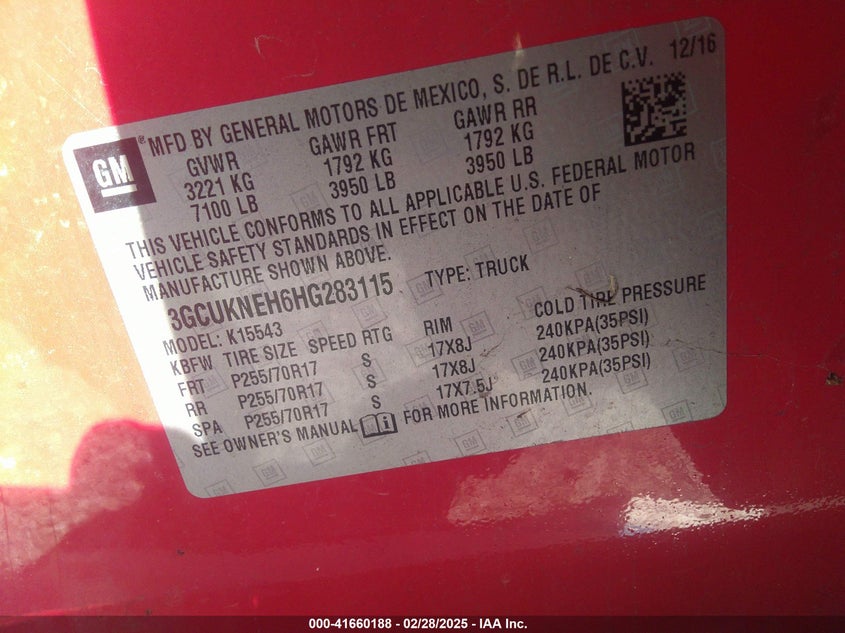 MFD BY GENERAL MOTORS DE MEXICO, S. DE R.L. DE C.V. 12/16
GM ®
GVWR GAWR FRT GAWR RR
3221 KG 1792 KG 1792 KG
7100 LB 3950 LB 3950 LB
THIS VEHICLE CONFORMS TO ALL APPLICABLE U.S. FEDERAL MOTOR
VEHICLE SAFETY STANDARDS IN EFFECT ON THE DATE OF
MANUFACTURE SHOWN ABOVE.
3GCUKNEH6HG283115 TYPE: TRUCK
MODEL: K15543
KBFW TIRE SIZE SPEED RTG RIM COLD TIRE PRESSURE
FRT P255/70R17 S 17X8J 240KPA(35PSI)
RR P255/70R17 S 17X8J 240KPA(35PSI)
SPA P255/70R17 S 17X7.5J 240KPA(35PSI)
SEE OWNER'S MANUAL FOR MORE INFORMATION.
000-41660188 - 02/28/2025 - IAA Inc.